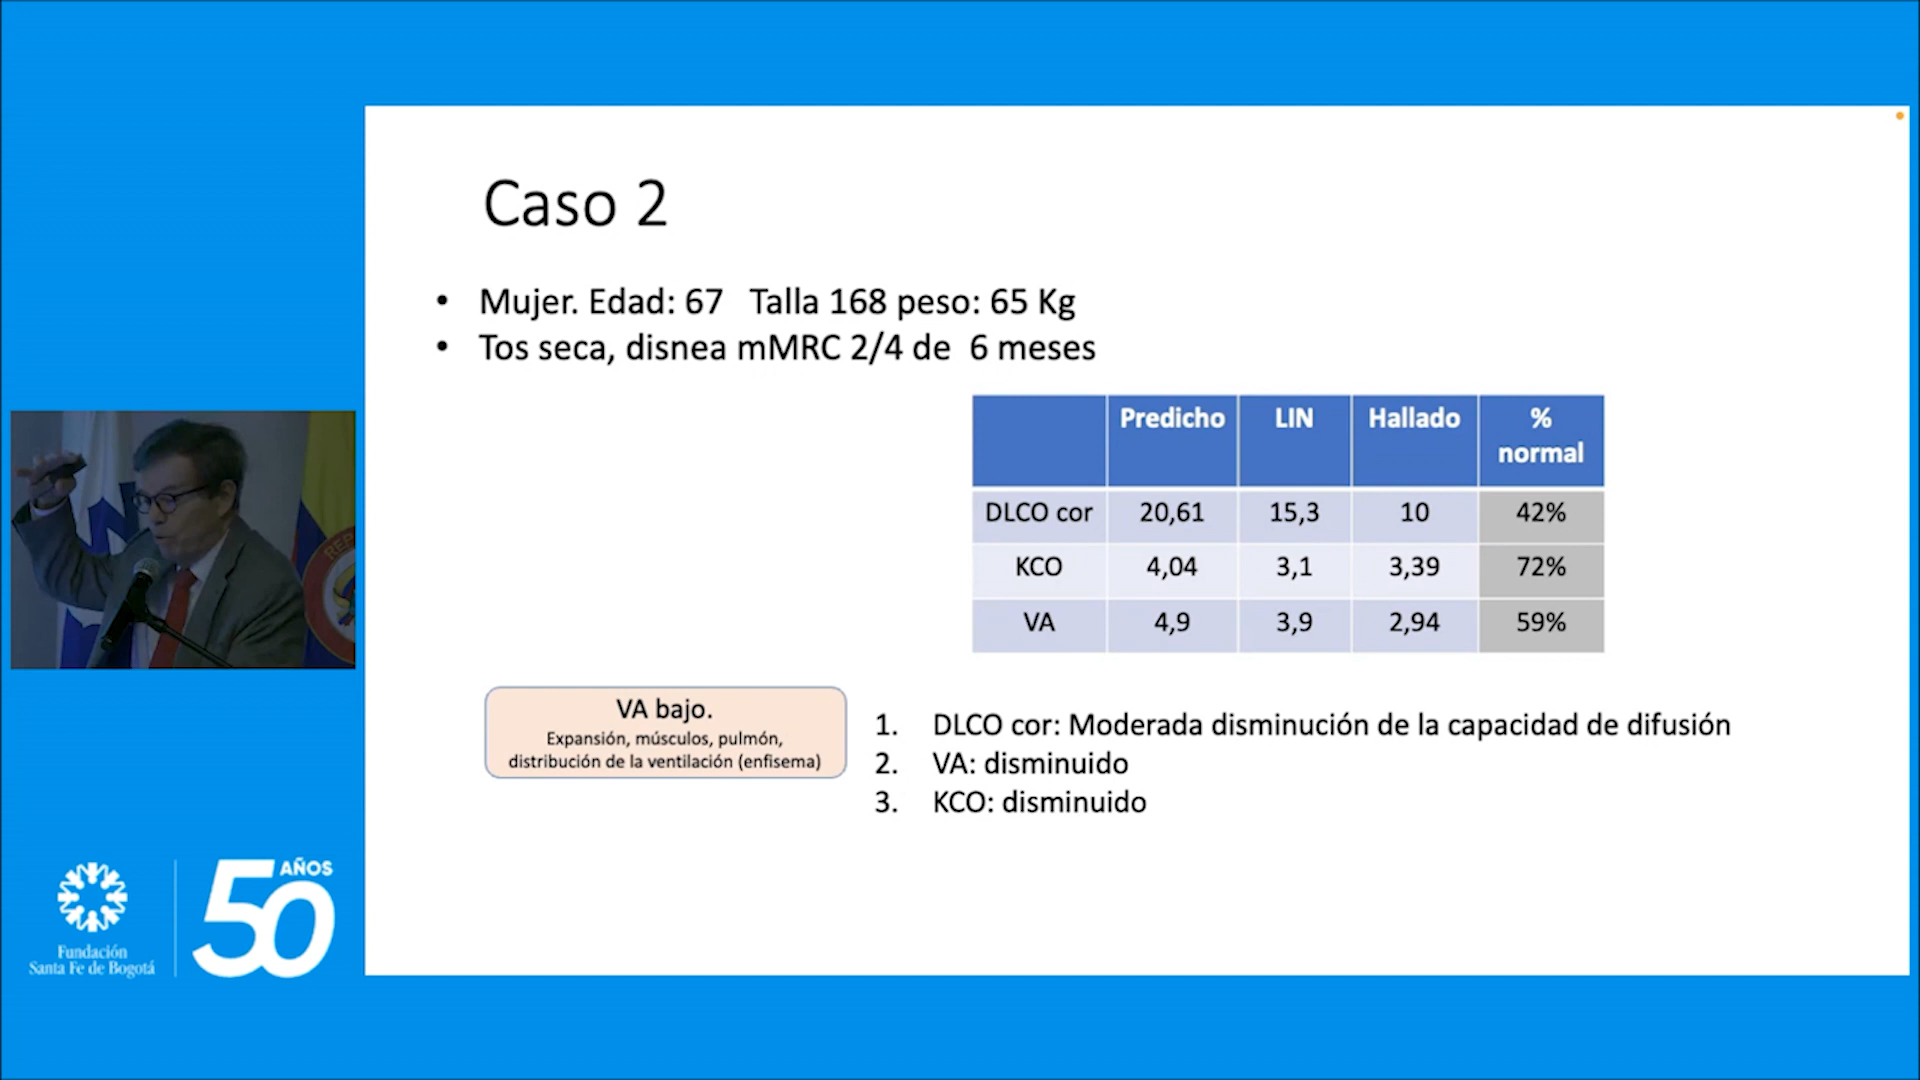 Caso 2
• Mujer. Edad: 67 Talla 168 peso: 65 Kg
• Tos seca, disnea mMRC 2/4 de 6 meses
Predicho LIN Hallado % normal
DLCO cor 20,61 15,3 10 42%
KCO 4,04 3,1 3,39 72%
VA 4,9 3,9 2,94 59%
VA bajo.
Expansión, músculos, pulmón,
distribución de la ventilación (enfisema)
1. DLCO cor: Moderada disminución de la capacidad de difusión
2. VA: disminuido
3. KCO: disminuido
REP
Fundación
Santa Fe de Bogotá
50 AÑOS